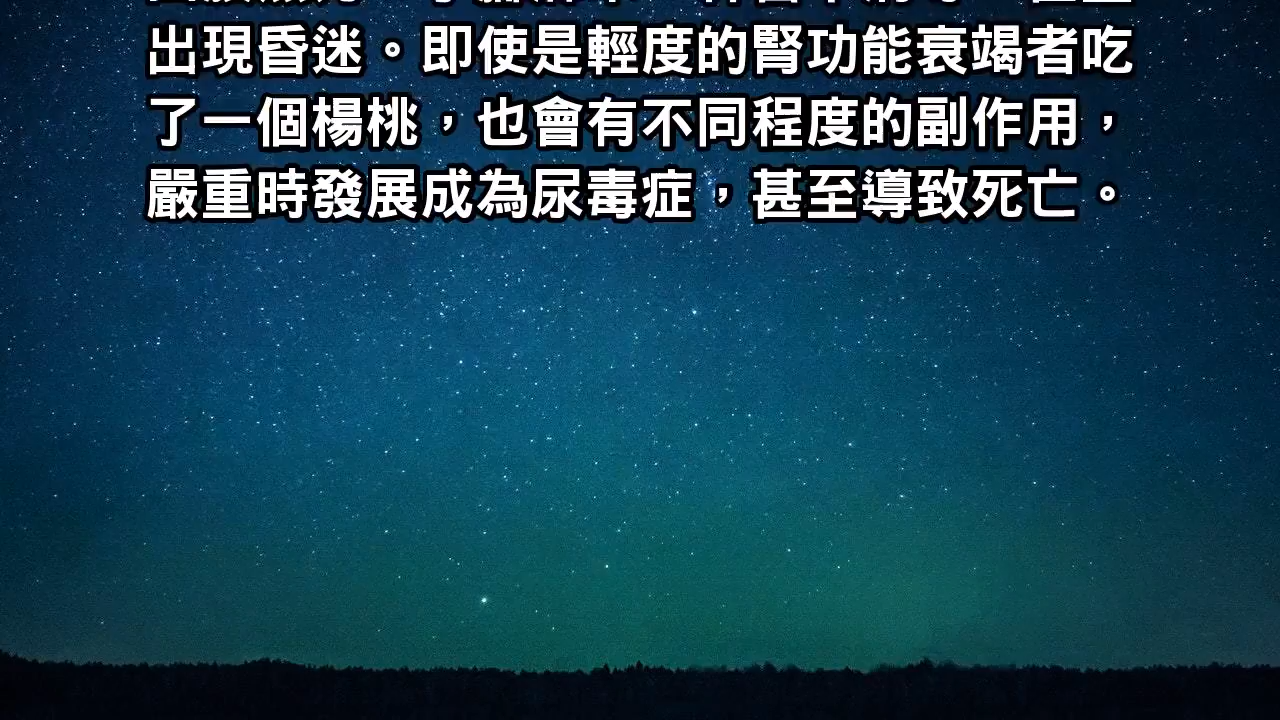 出現昏迷。即使是輕度的腎功能衰竭者吃
了一個楊桃，也會有不同程度的副作用，
嚴重時發展成為尿毒症，甚至導致死亡。